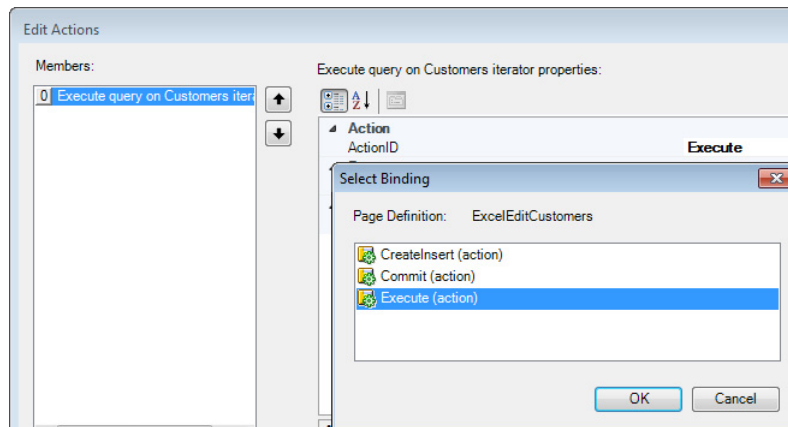 Edit Actions
Members:
Execute query on Customers iterator properties:
0 Execute query on Customers iter
A
Z
Action
ActionID Execute
Select Binding
Page Definition: ExcelEditCustomers
CreateInsert (action)
Commit (action)
Execute (action)
OK Cancel